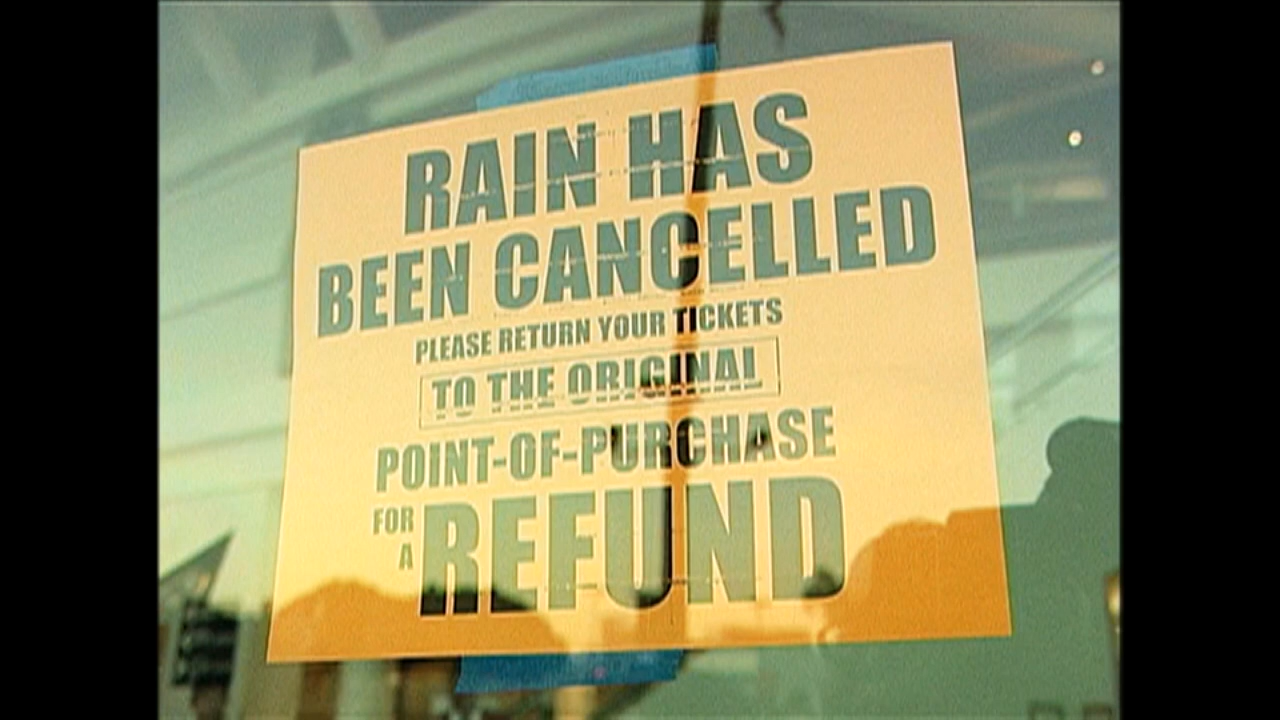 RAIN HAS
BEEN CANCELLED
PLEASE RETURN YOUR TICKETS
TO THE ORIGINAL
POINT-OF-PURCHASE
FOR
A
REFUND